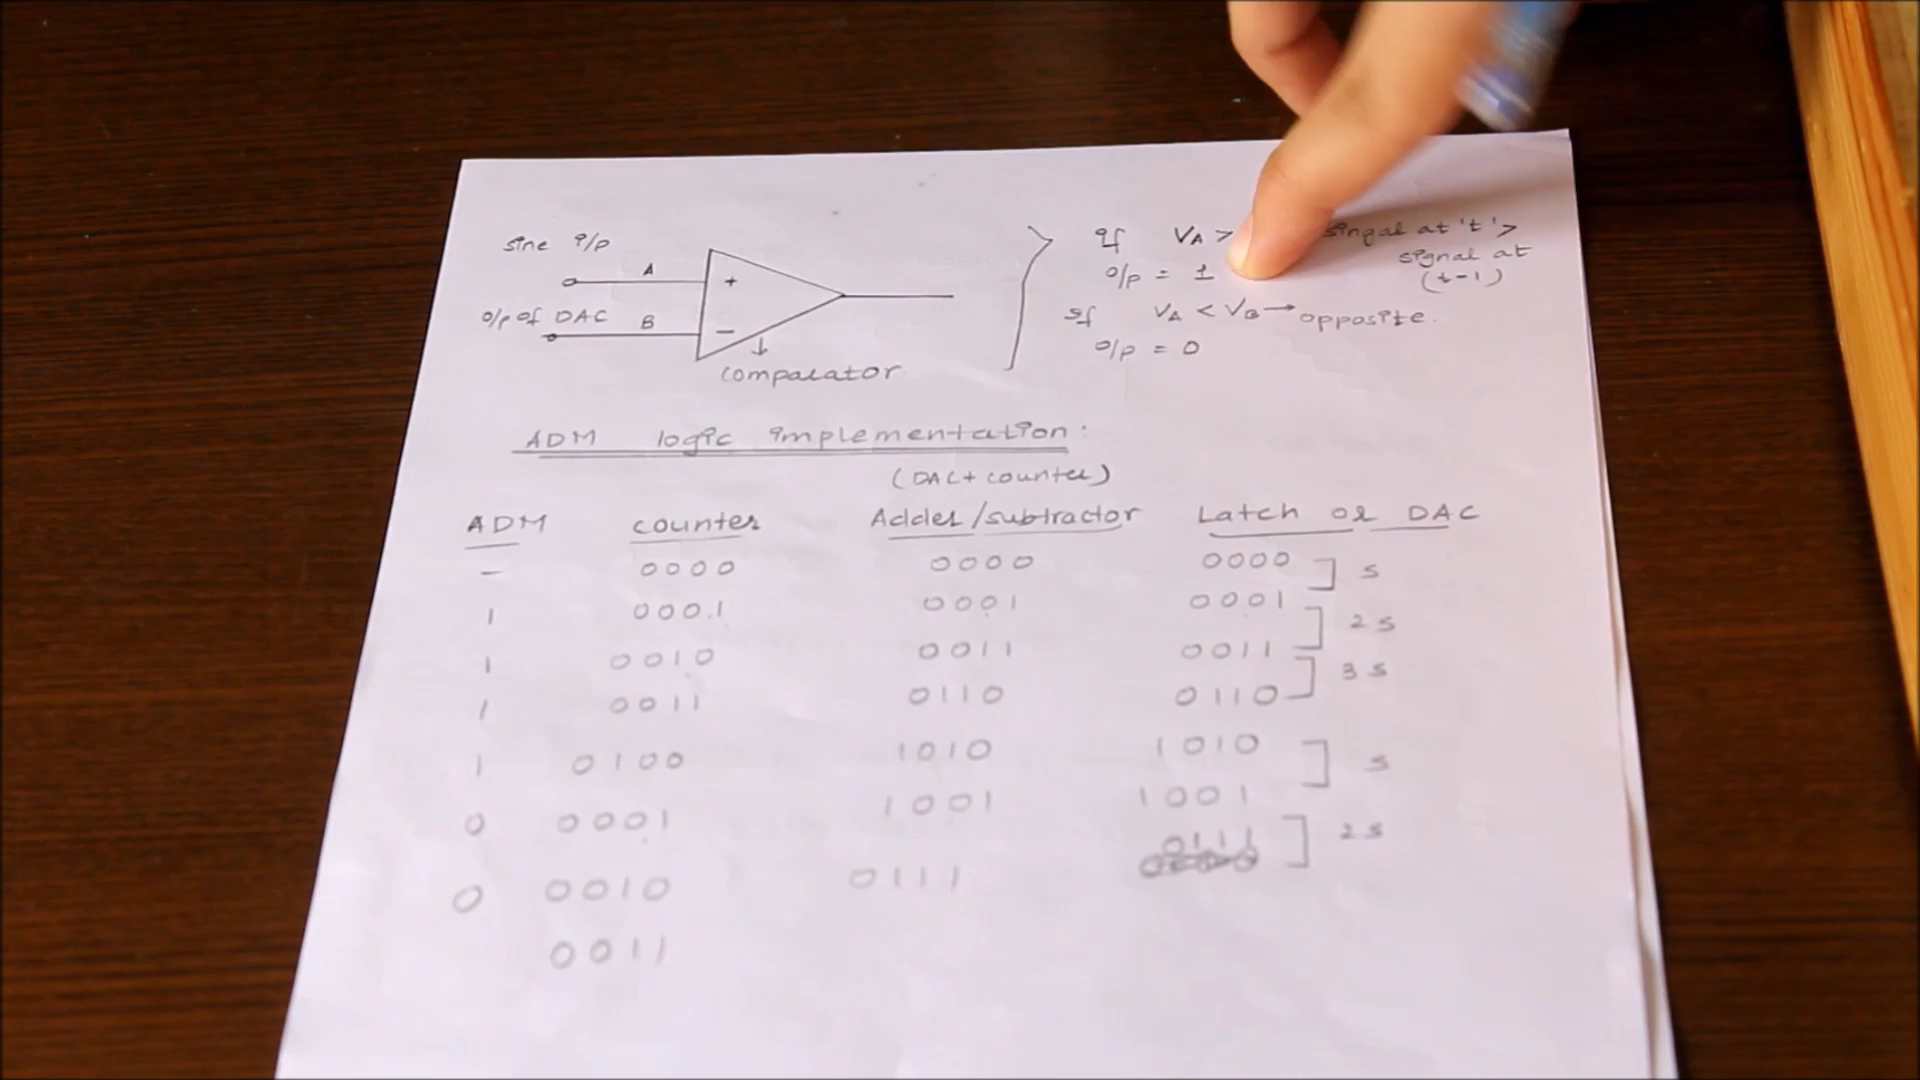 sine i/p
A
+
o/p of DAC B
−
comparator
if VA > singal at 't' >
o/p = 1 signal at
(t-1)
if VA < VB → opposite.
o/p = 0
ADM logic implementation:
(DAC+ counter)
ADM counter Adder/subtractor Latch or DAC
— 0000 0000 0000 ] s
1 0001 0001 0001 ] 2s
1 0010 0011 0011 ] 3s
1 0011 0110 0110
1 0100 1010 1010 ] s
0 0001 1001 1001
0 0010 0111 0111 ] 2s
0011